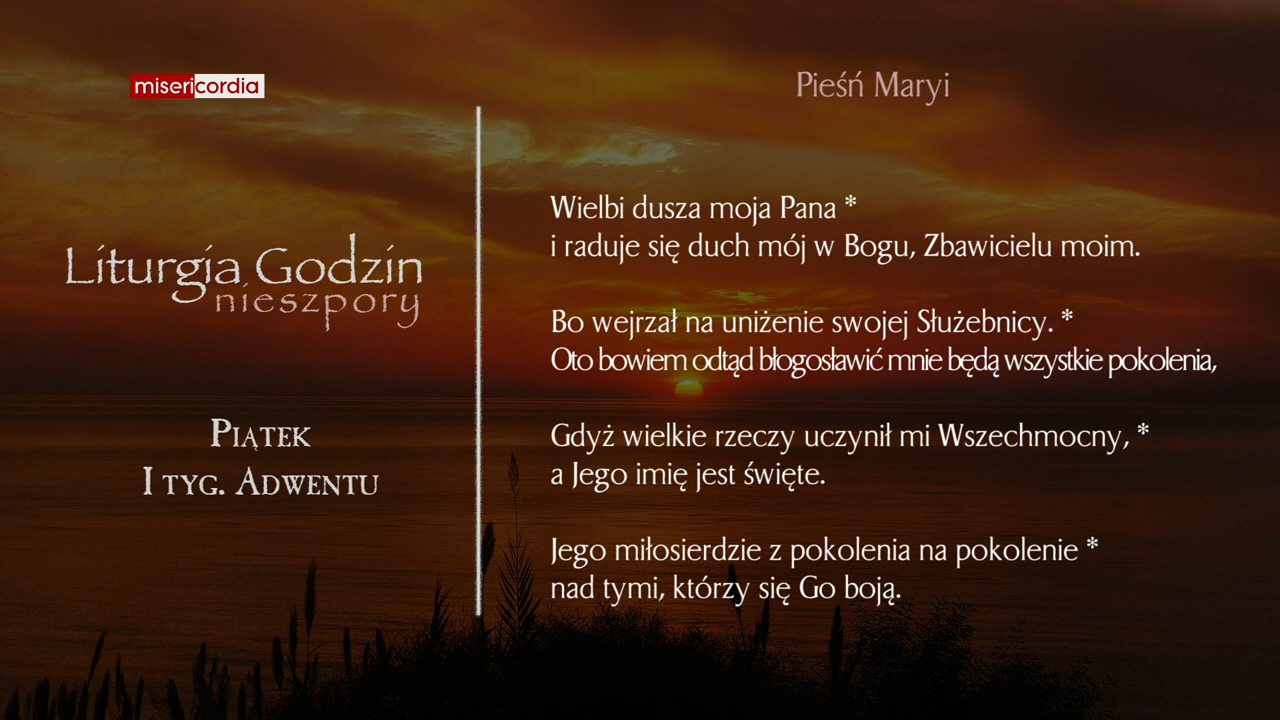 misericordia
Liturgia Godzin
nieszpory
Piątek
I tyg. Adwentu
Pieśń Maryi
Wielbi dusza moja Pana *
i raduje się duch mój w Bogu, Zbawicielu moim.
Bo wejrzał na uniżenie swojej Służebnicy. *
Oto bowiem odtąd błogosławić mnie będą wszystkie pokolenia,
Gdyż wielkie rzeczy uczynił mi Wszechmocny, *
a Jego imię jest święte.
Jego miłosierdzie z pokolenia na pokolenie *
nad tymi, którzy się Go boją.